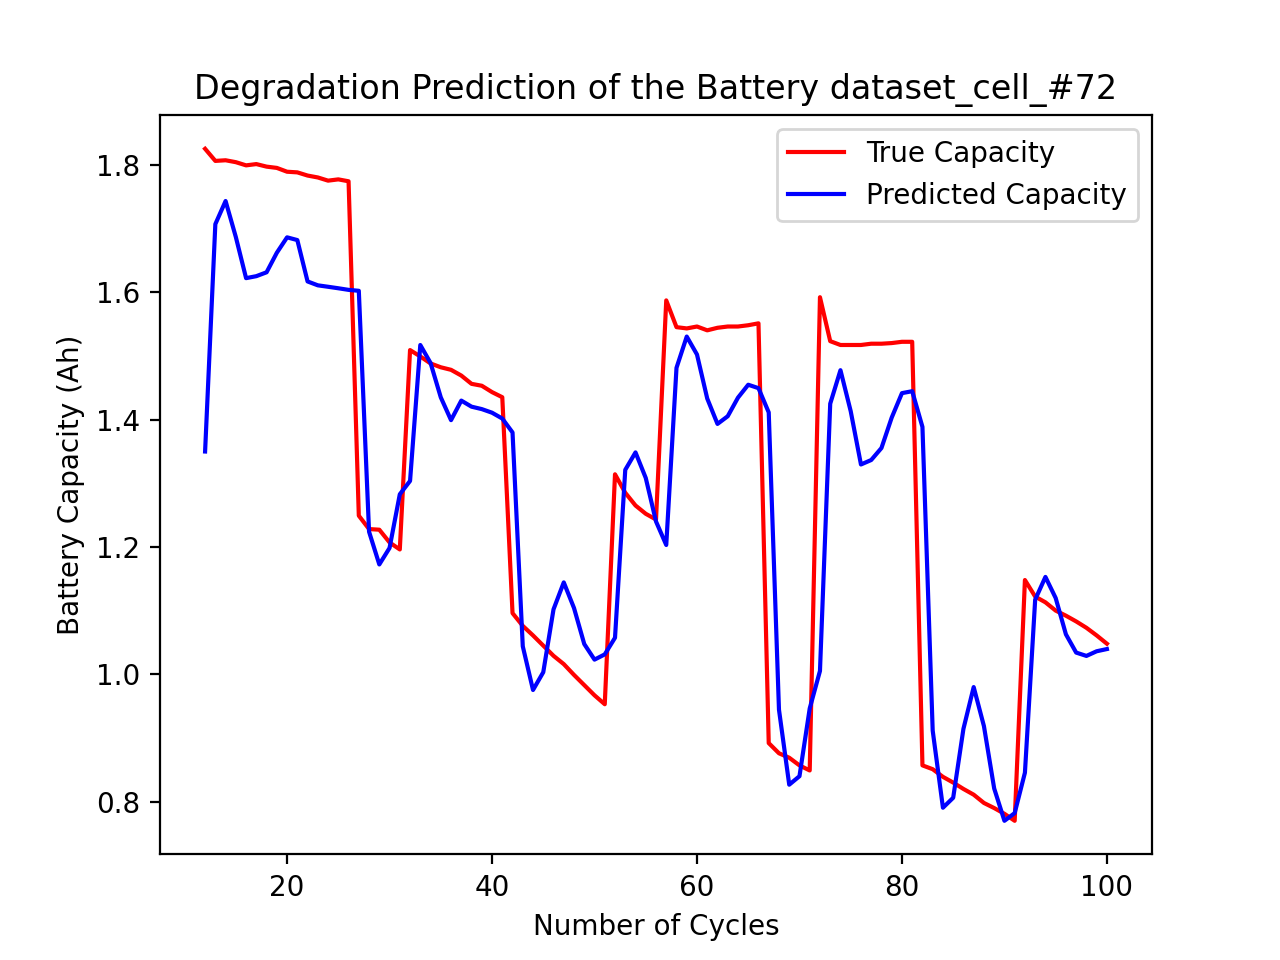 Degradation Prediction of the Battery dataset_cell_#72
True Capacity
Predicted Capacity
Battery Capacity (Ah)
1.8
1.6
1.4
1.2
1.0
0.8
20 40 60 80 100
Number of Cycles